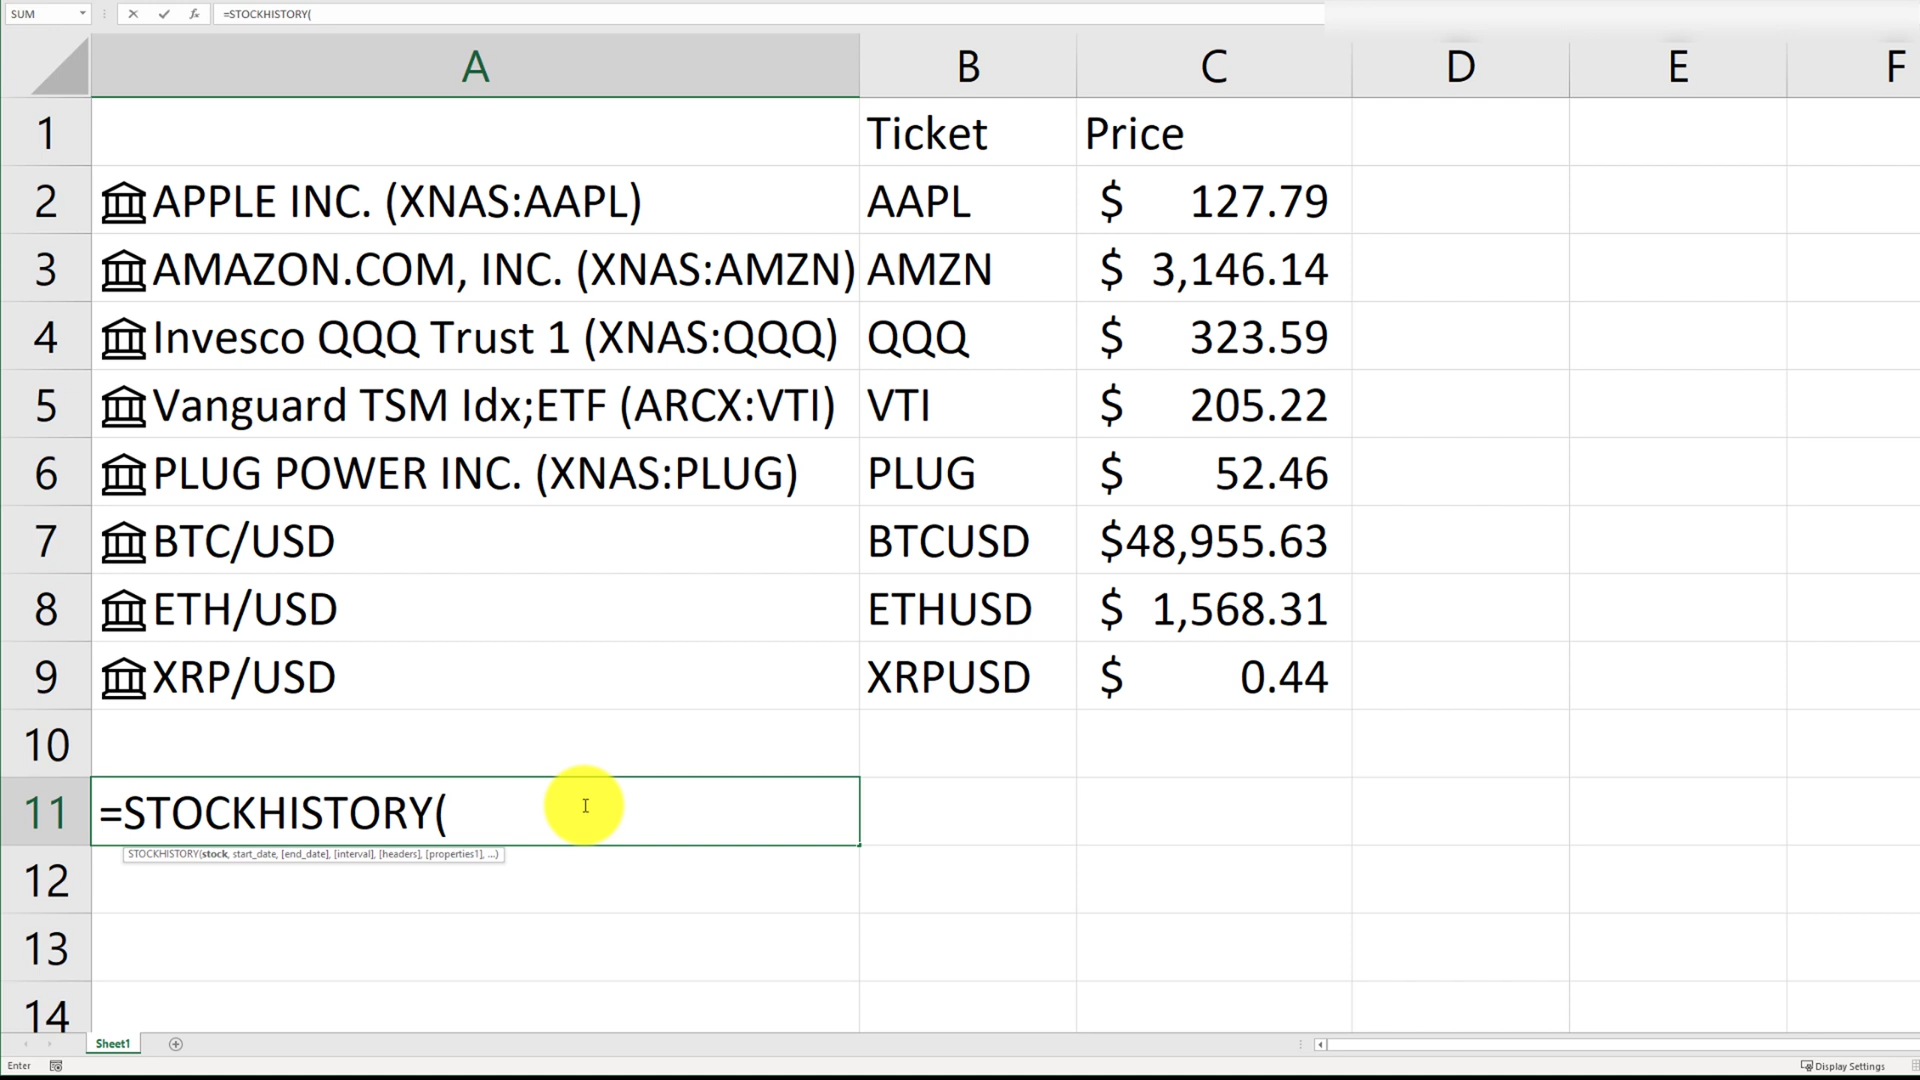 SUM =STOCKHISTORY(
A B C D E F
1 Ticket Price
2 APPLE INC. (XNAS:AAPL) AAPL $ 127.79
3 AMAZON.COM, INC. (XNAS:AMZN) AMZN $ 3,146.14
4 Invesco QQQ Trust 1 (XNAS:QQQ) QQQ $ 323.59
5 Vanguard TSM Idx;ETF (ARCX:VTI) VTI $ 205.22
6 PLUG POWER INC. (XNAS:PLUG) PLUG $ 52.46
7 BTC/USD BTCUSD $48,955.63
8 ETH/USD ETHUSD $ 1,568.31
9 XRP/USD XRPUSD $ 0.44
10
11 =STOCKHISTORY(
STOCKHISTORY(stock, start_date, [end_date], [interval], [headers], [properties1], ...)
12
13
14
Sheet1
Enter Display Settings